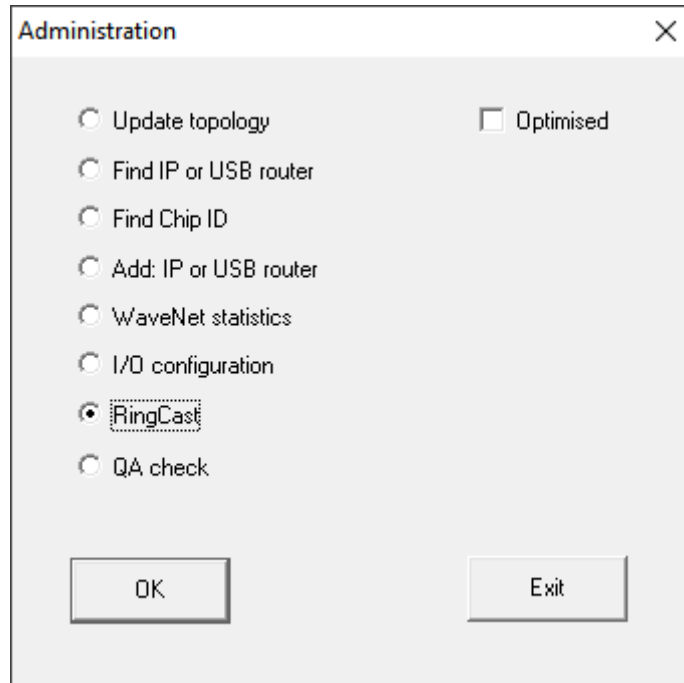 Administration
Update topology
Optimised
Find IP or USB router
Find Chip ID
Add: IP or USB router
WaveNet statistics
I/O configuration
RingCast
QA check
OK
Exit